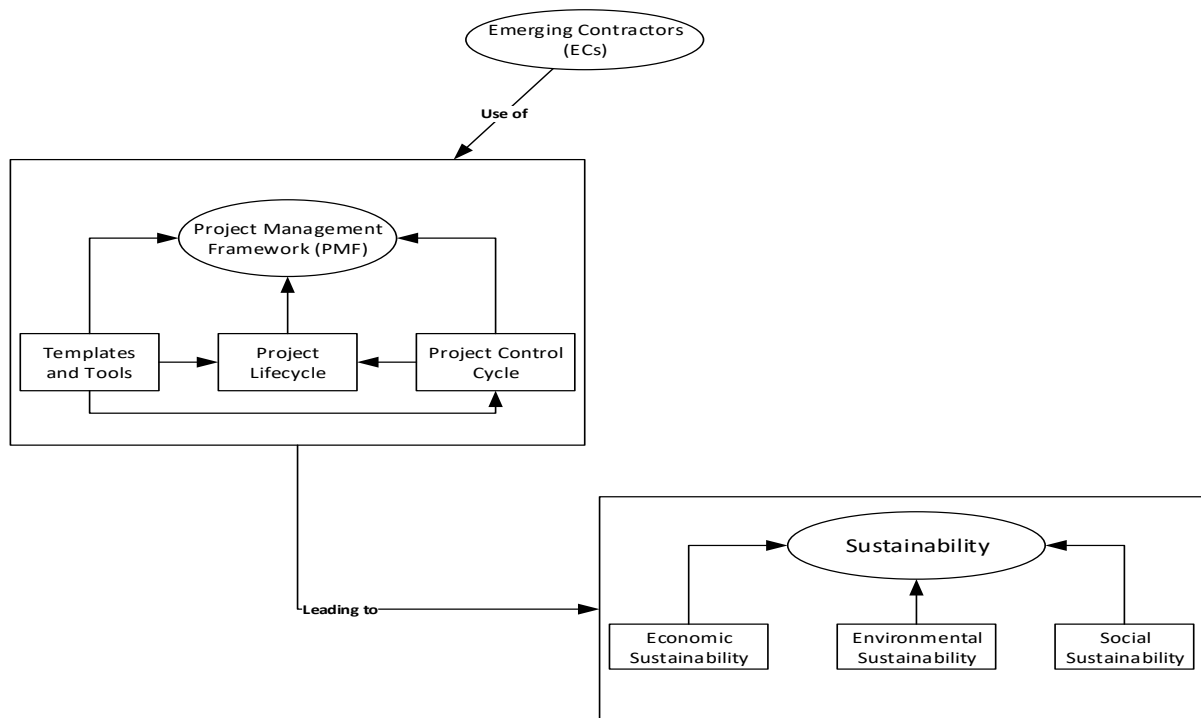 Emerging Contractors
(ECs)
Use of
Project Management
Framework (PMF)
Templates
and Tools
Project
Lifecycle
Project Control
Cycle
Leading to
Sustainability
Economic
Sustainability
Environmental
Sustainability
Social
Sustainability